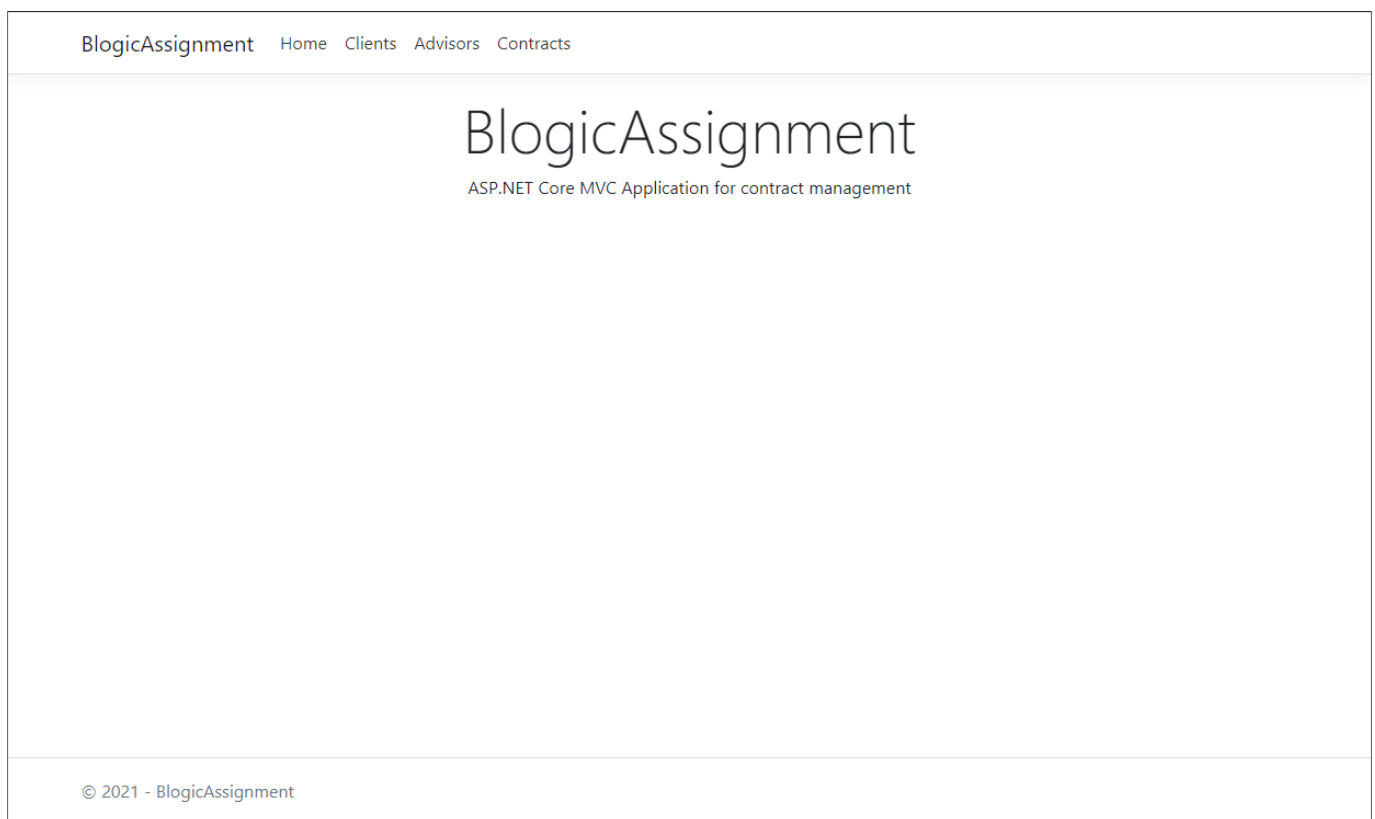 BlogicAssignment Home Clients Advisors Contracts
BlogicAssignment
ASP.NET Core MVC Application for contract management
© 2021 - BlogicAssignment